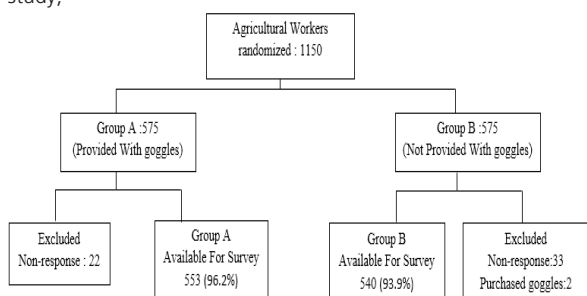 study,
Agricultural Workers
randomized : 1150
Group A :575
(Provided With goggles)
Group B :575
(Not Provided With goggles)
Excluded
Non-response : 22
Group A
Available For Survey
553 (96.2%)
Group B
Available For Survey
540 (93.9%)
Excluded
Non-response:33
Purchased goggles:2